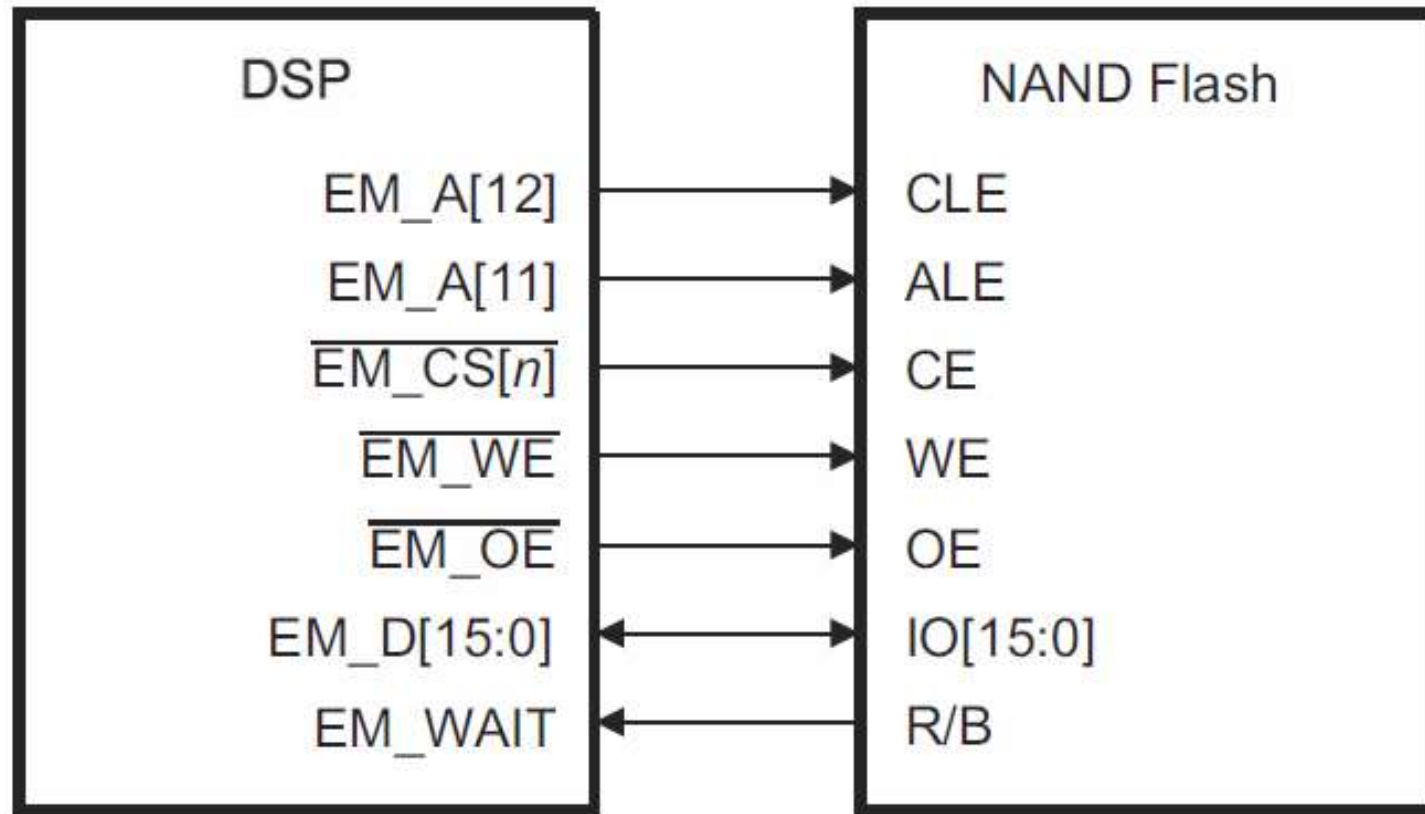 DSP
NAND Flash
EM_A[12]
CLE
EM_A[11]
ALE
EM_CS[n]
CE
EM_WE
WE
EM_OE
OE
EM_D[15:0]
IO[15:0]
EM_WAIT
R/B